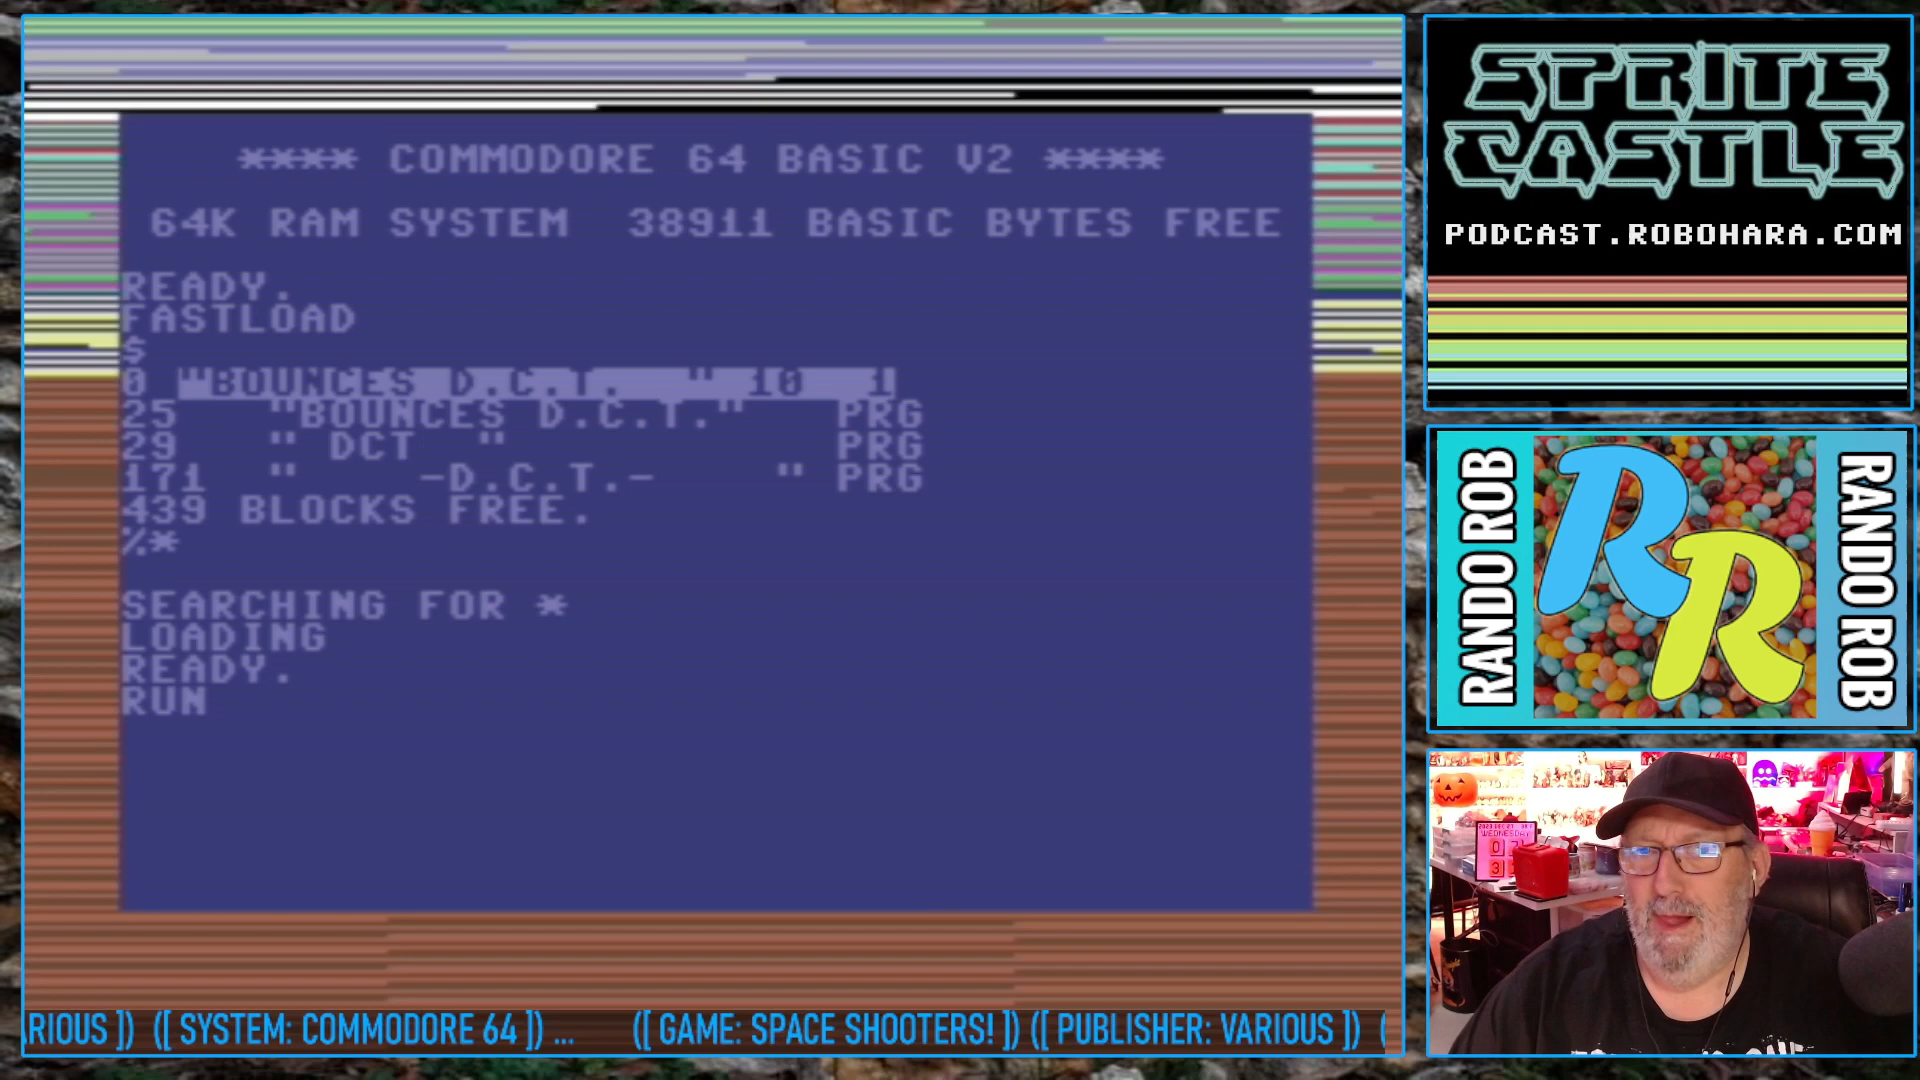 **** COMMODORE 64 BASIC V2 ****
64K RAM SYSTEM  38911 BASIC BYTES FREE
READY.
FASTLOAD
$
0 "BOUNCES D.C.T.  " 10  1
25   "BOUNCES D.C.T."   PRG
29   " DCT  "           PRG
171  "    -D.C.T.-    " PRG
439 BLOCKS FREE.
%*
SEARCHING FOR *
LOADING
READY.
RUN
ARIOUS ])  ([ SYSTEM: COMMODORE 64 ]) ...     ([ GAME: SPACE SHOOTERS! ]) ([ PUBLISHER: VARIOUS ])  (
SPRITE
CASTLE
PODCAST.ROBOHARA.COM
RANDO ROB
RR
RANDO ROB
WEDNESDAY